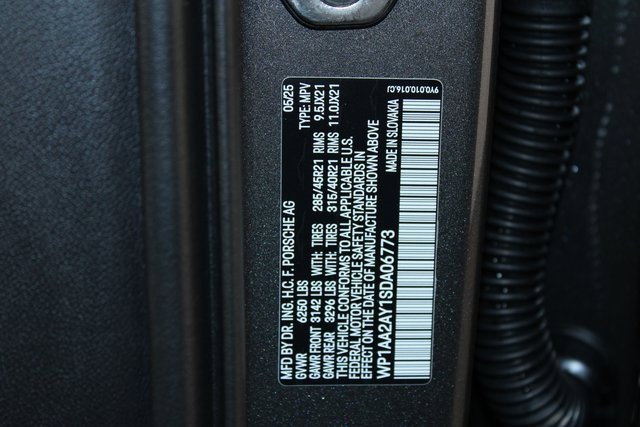 MFD BY DR. ING. H.C. F. PORSCHE AG 05/25
GVWR 6250 LBS TYPE: MPV
GAWR FRONT 3142 LBS WITH: TIRES 285/45R21 RIMS 9.5JX21
GAWR REAR 3296 LBS WITH: TIRES 315/40R21 RIMS 11.0JX21
THIS VEHICLE CONFORMS TO ALL APPLICABLE U.S.
FEDERAL MOTOR VEHICLE SAFETY STANDARDS IN
EFFECT ON THE DATE OF MANUFACTURE SHOWN ABOVE
WP1AA2AY1SDA06773 MADE IN SLOVAKIA
9Y0.010.016.CJ